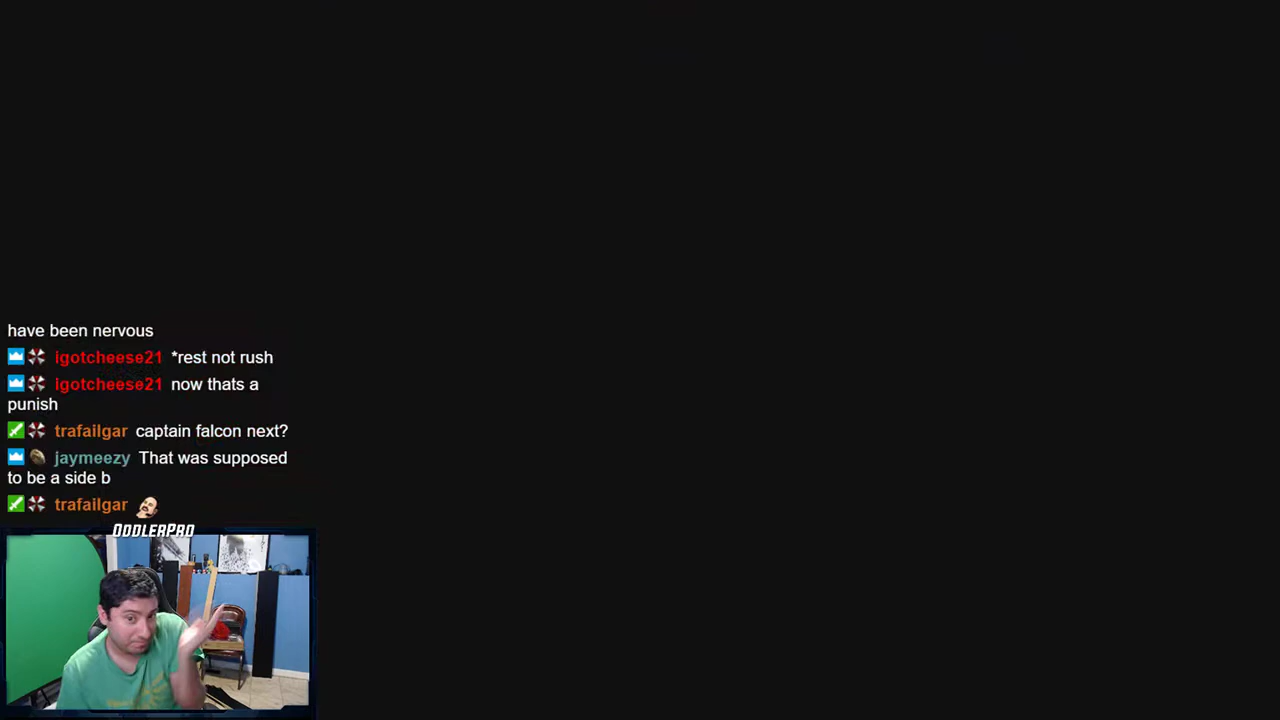 have been nervous
igotcheese21 *rest not rush
igotcheese21 now thats a
punish
trafailgar captain falcon next?
jaymeezy That was supposed
to be a side b
trafailgar
OddlerPro